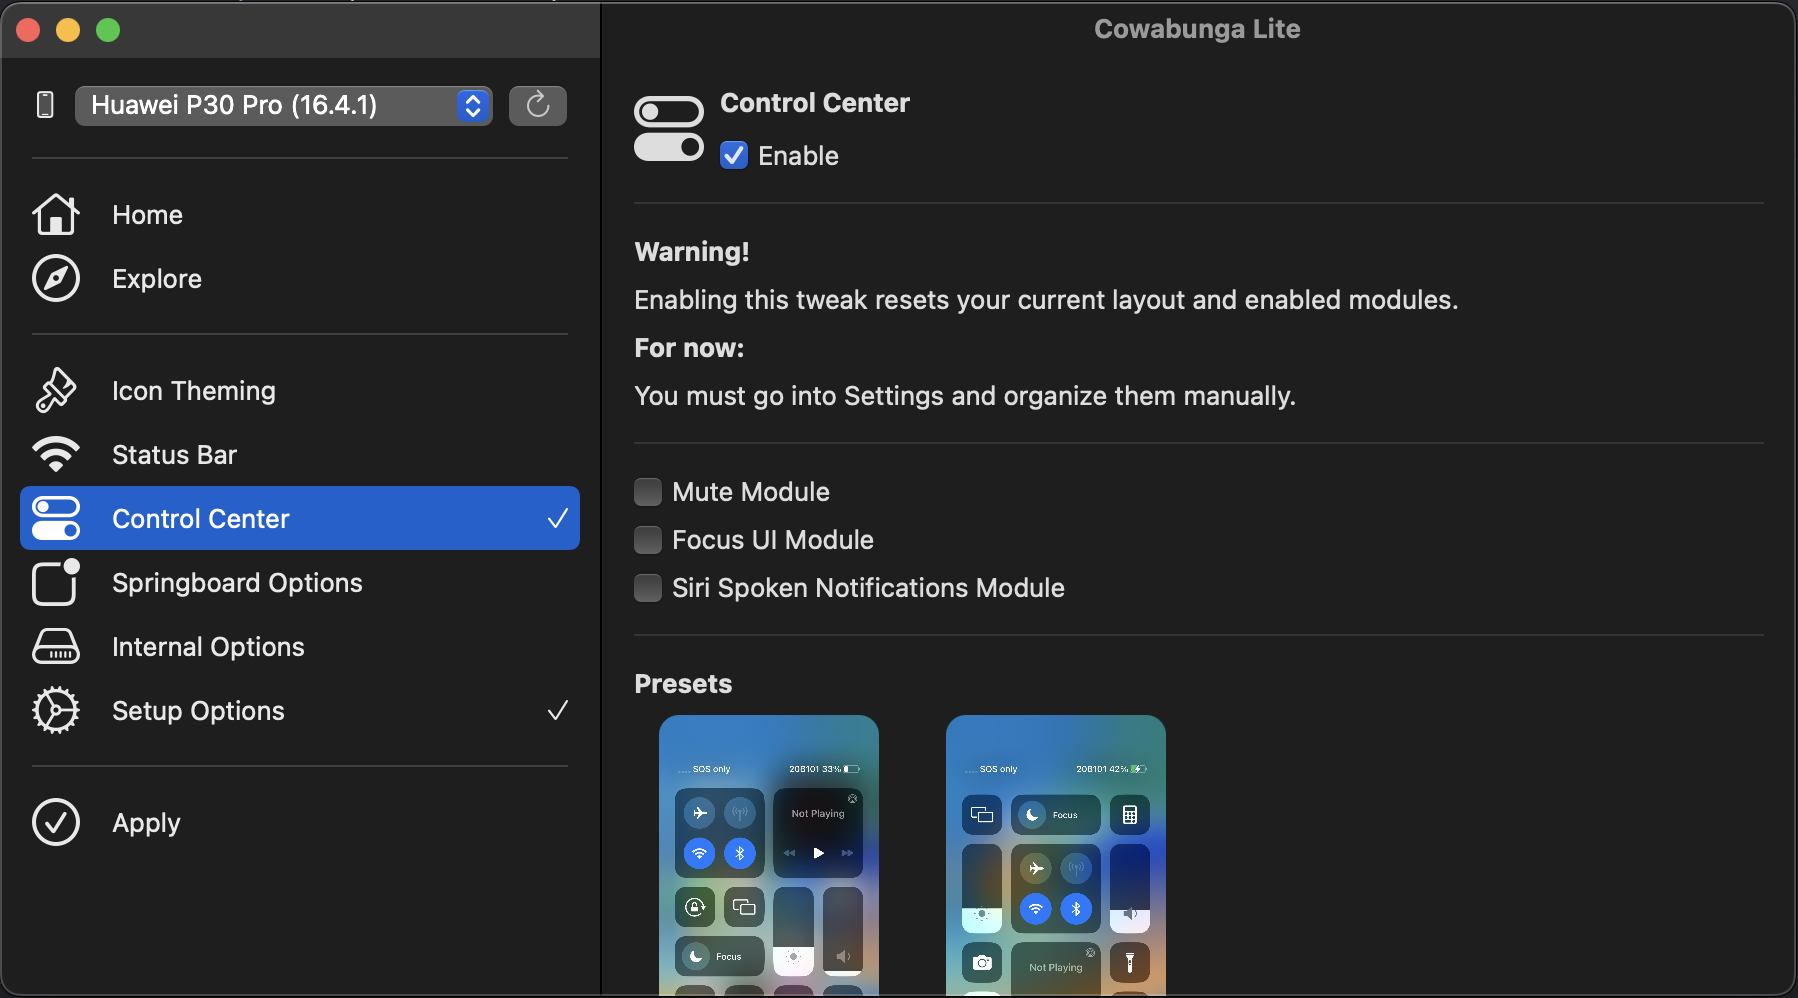 Cowabunga Lite
Huawei P30 Pro (16.4.1)
Home
Explore
Icon Theming
Status Bar
Control Center
Springboard Options
Internal Options
Setup Options
Apply
Control Center
Enable
Warning!
Enabling this tweak resets your current layout and enabled modules.
For now:
You must go into Settings and organize them manually.
Mute Module
Focus UI Module
Siri Spoken Notifications Module
Presets
SOS only
20B101 33%
Not Playing
Focus
SOS only
20B101 42%
Focus
Not Playing